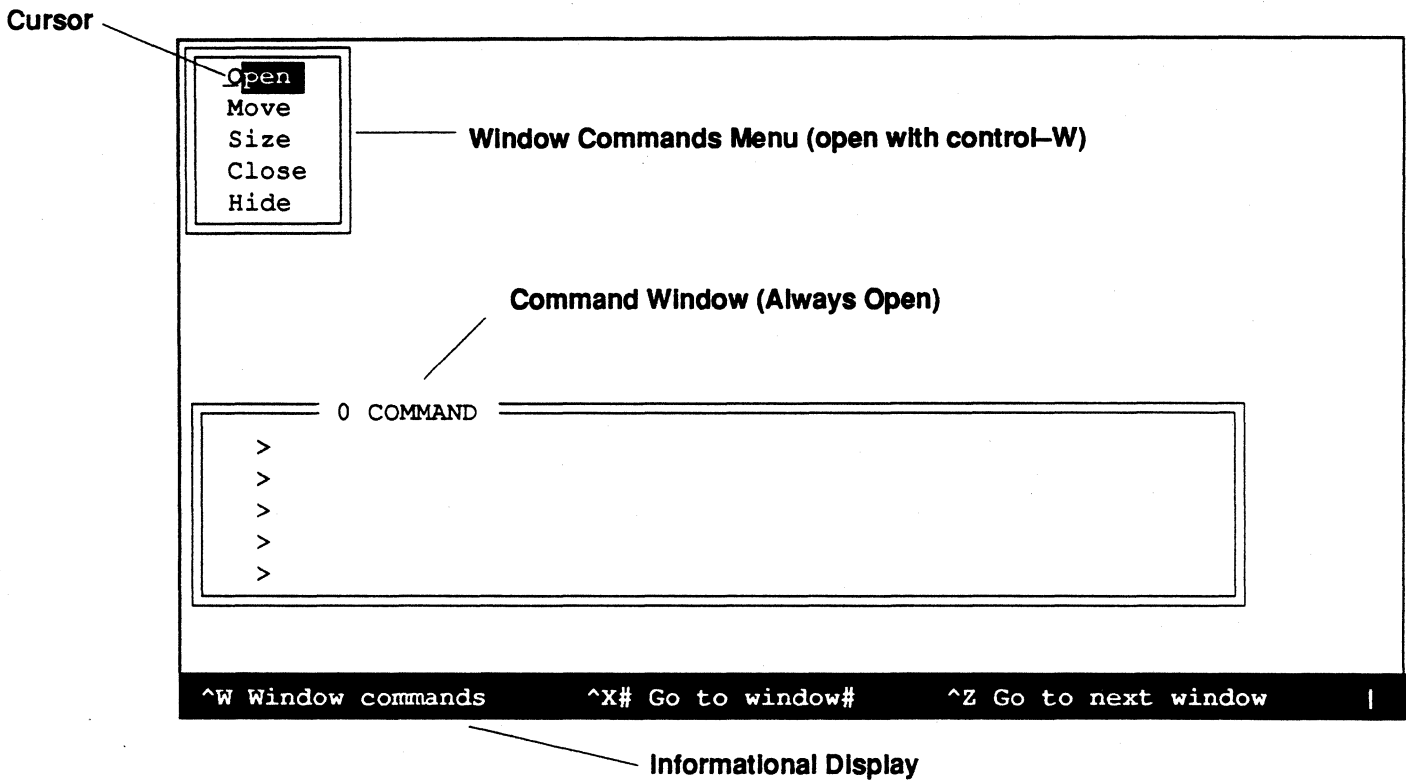 Cursor
Open
Move
Size
Close
Hide
Window Commands Menu (open with control–W)
Command Window (Always Open)
0 COMMAND
>
>
>
>
>
^W Window commands ^X# Go to window# ^Z Go to next window |
Informational Display